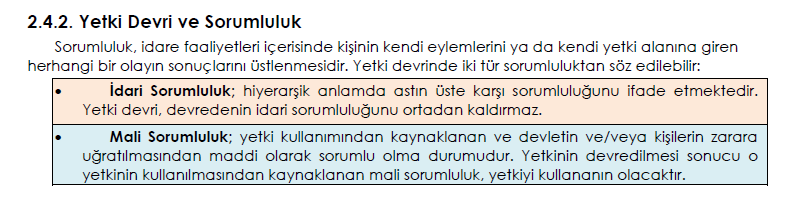 2.4.2. Yetki Devri ve Sorumluluk
Sorumluluk, idare faaliyetleri içerisinde kişinin kendi eylemlerini ya da kendi yetki alanına giren
herhangi bir olayın sonuçlarını üstlenmesidir. Yetki devrinde iki tür sorumluluktan söz edilebilir:
• İdari Sorumluluk; hiyerarşik anlamda astın üste karşı sorumluluğunu ifade etmektedir.
Yetki devri, devredenin idari sorumluluğunu ortadan kaldırmaz.
• Mali Sorumluluk; yetki kullanımından kaynaklanan ve devletin ve/veya kişilerin zarara
uğratılmasından maddi olarak sorumlu olma durumudur. Yetkinin devredilmesi sonucu o
yetkinin kullanılmasından kaynaklanan mali sorumluluk, yetkiyi kullananın olacaktır.